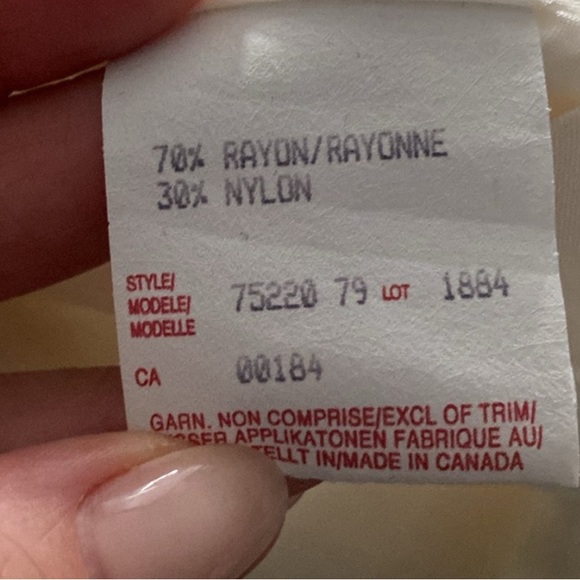 70% RAYON/RAYONNE
30% NYLON
STYLE/
MODELE/
MODELLE
75220 79 LOT 1884
CA 00184
GARN. NON COMPRISE/EXCL OF TRIM/
APPLIKATONEN FABRIQUE AU/
IN/MADE IN CANADA